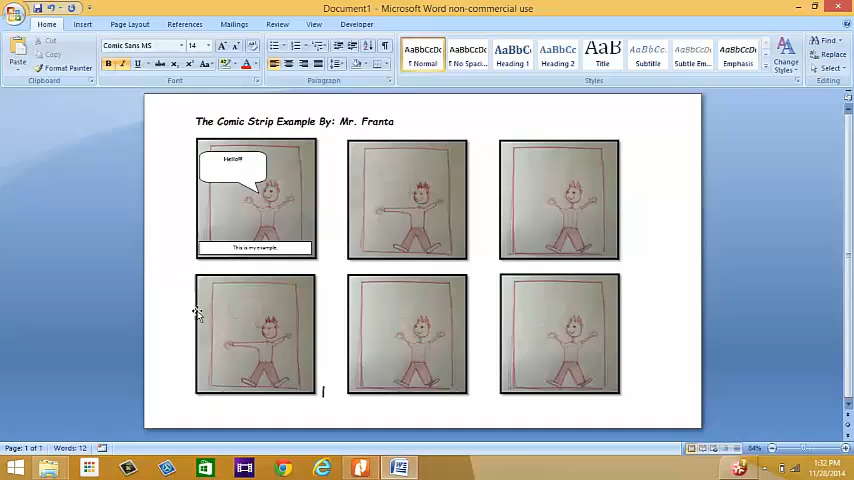 Document1 - Microsoft Word non-commercial use
Home Insert Page Layout References Mailings Review View Developer
Paste
Cut
Copy
Format Painter
Clipboard
Comic Sans MS 14
Font
Paragraph
AaBbCcDc AaBbCcDc AaBbC AaBbCc AaB AaBbCc. AaBbCcDc AaBbCcDc
¶ Normal ¶ No Spaci... Heading 1 Heading 2 Title Subtitle Subtle Em... Emphasis
Change
Styles
Styles
Find
Replace
Select
Editing
The Comic Strip Example By: Mr. Franta
Hello!!!
This is my example.
Page: 1 of 1 Words: 12
84%
1:32 PM
11/28/2014